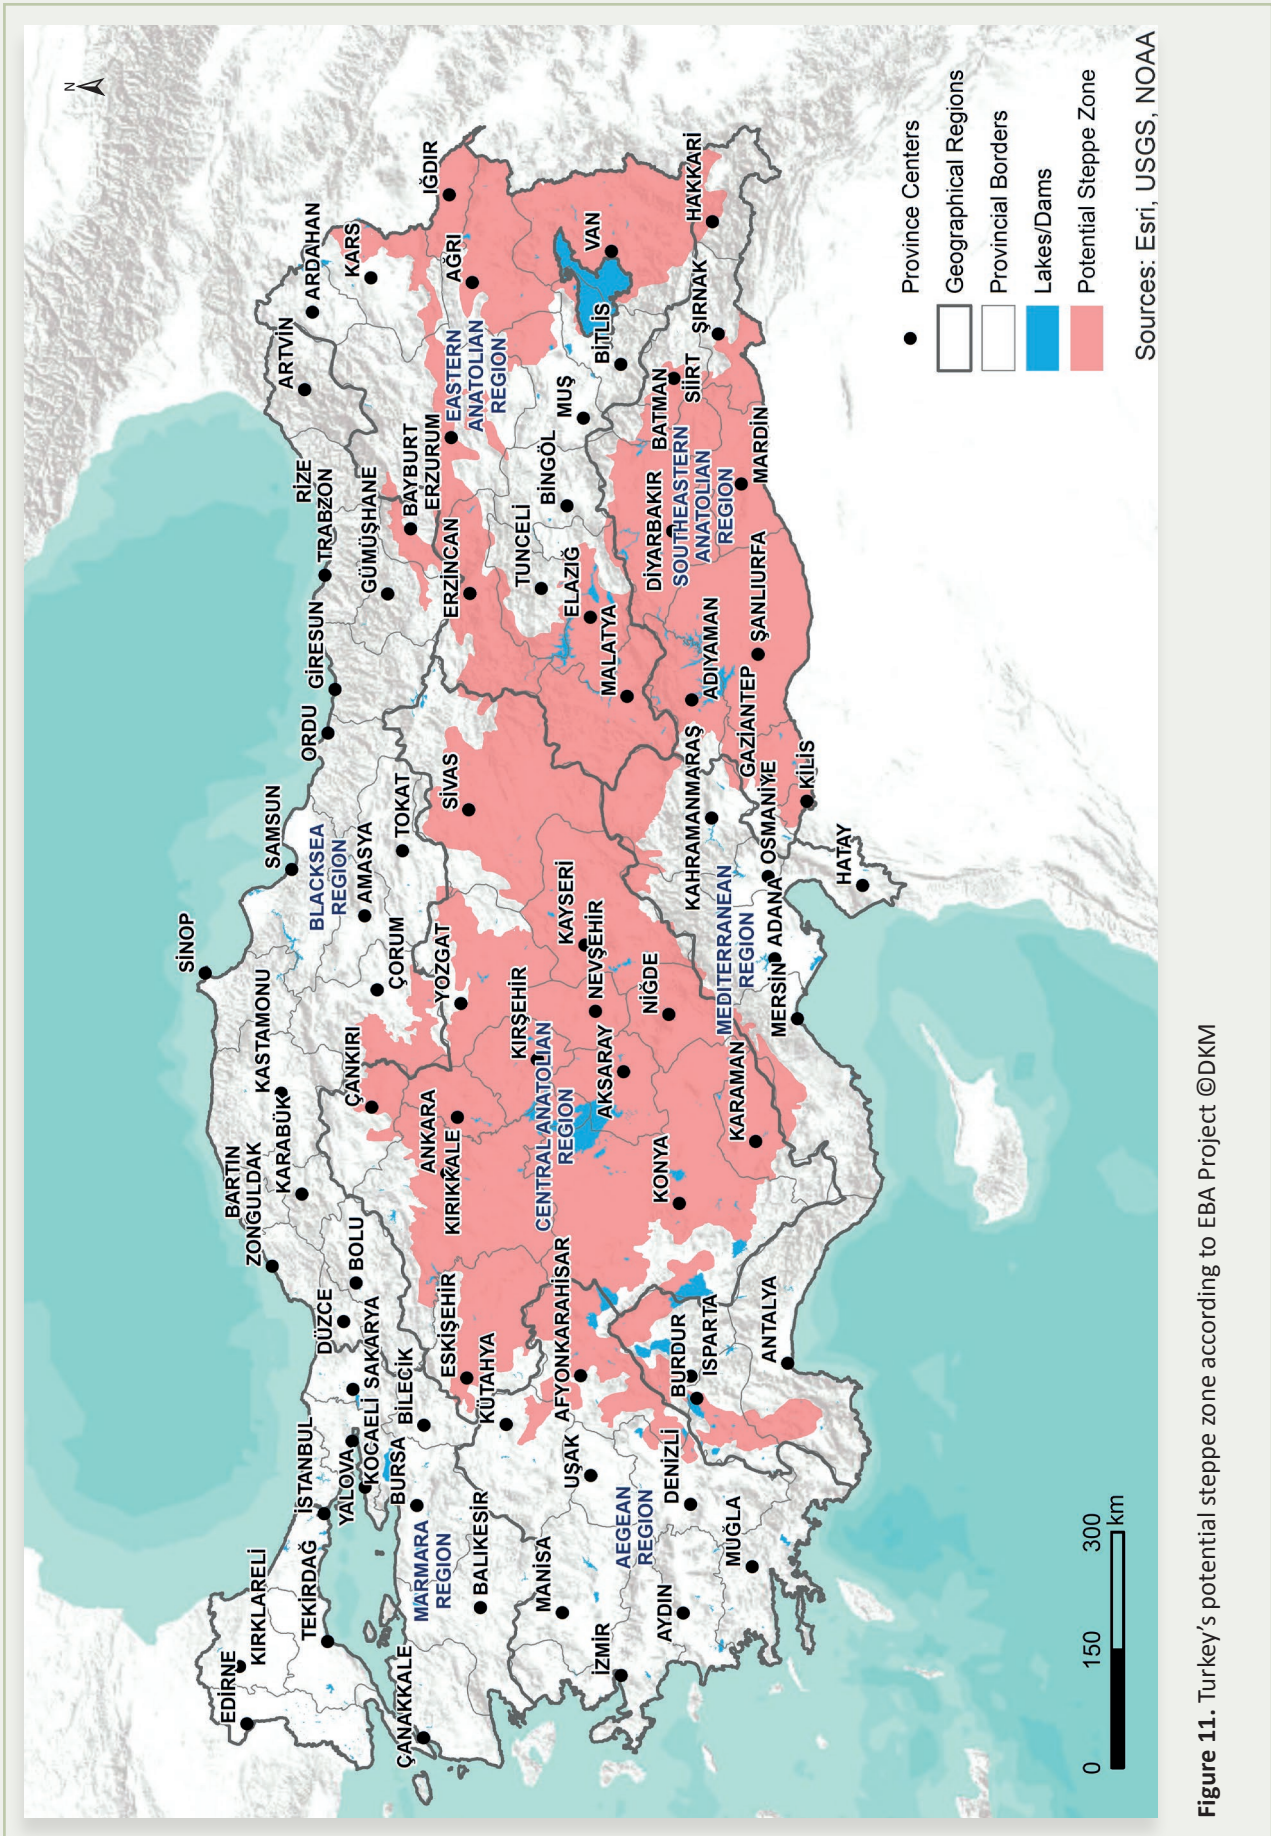 N
EDİRNE
KIRKLARELİ
TEKİRDAĞ
İSTANBUL
YALOVA
KOCAELİ
SAKARYA
DÜZCE
BOLU
ZONGULDAK
BARTIN
KARABÜK
KASTAMONU
ÇANKIRI
SİNOP
SAMSUN
BLACKSEA
REGION
AMASYA
ÇORUM
TOKAT
ORDU
GİRESUN
TRABZON
RİZE
GÜMÜŞHANE
BAYBURT
ARTVİN
ARDAHAN
KARS
IĞDIR
AĞRI
ERZURUM
EASTERN
ANATOLIAN
REGION
ERZİNCAN
TUNCELİ
BİNGÖL
MUŞ
BİTLİS
VAN
HAKKARİ
ŞIRNAK
SİİRT
BATMAN
MARDİN
DİYARBAKIR
SOUTHEASTERN
ANATOLIAN
REGION
ŞANLIURFA
ADIYAMAN
GAZİANTEP
KİLİS
ELAZIĞ
MALATYA
SİVAS
YOZGAT
KAYSERİ
NEVŞEHİR
KIRŞEHİR
NİĞDE
AKSARAY
CENTRAL ANATOLIAN
REGION
ANKARA
KIRIKKALE
KONYA
KARAMAN
ESKİŞEHİR
KAHRAMANMARAŞ
OSMANİYE
HATAY
ADANA
MERSİN
MEDITERRANEAN
REGION
ANTALYA
ISPARTA
BURDUR
AFYONKARAHİSAR
KÜTAHYA
UŞAK
DENİZLİ
MUĞLA
AYDIN
İZMİR
MANİSA
AEGEAN
REGION
BİLECİK
BURSA
BALIKESİR
MARMARA
REGION
ÇANAKKALE
0 150 300
km
Province Centers
Geographical Regions
Provincial Borders
Lakes/Dams
Potential Steppe Zone
Sources: Esri, USGS, NOAA
Figure 11. Turkey’s potential steppe zone according to EBA Project ©DKM